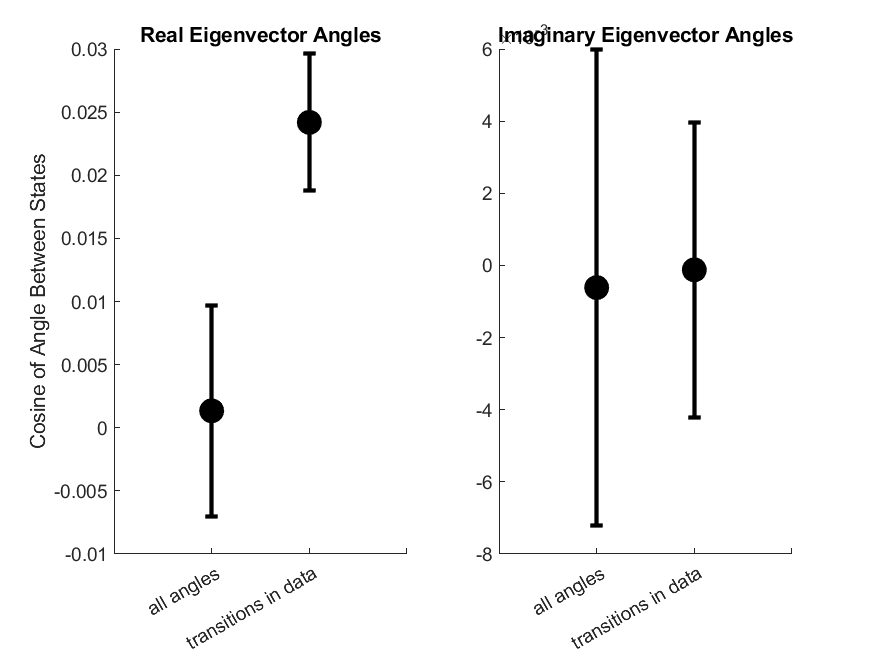 Real Eigenvector Angles
Cosine of Angle Between States
0.03
0.025
0.02
0.015
0.01
0.005
0
-0.005
-0.01
all angles
transitions in data
Imaginary Eigenvector Angles
6
4
2
0
-2
-4
-6
-8
all angles
transitions in data